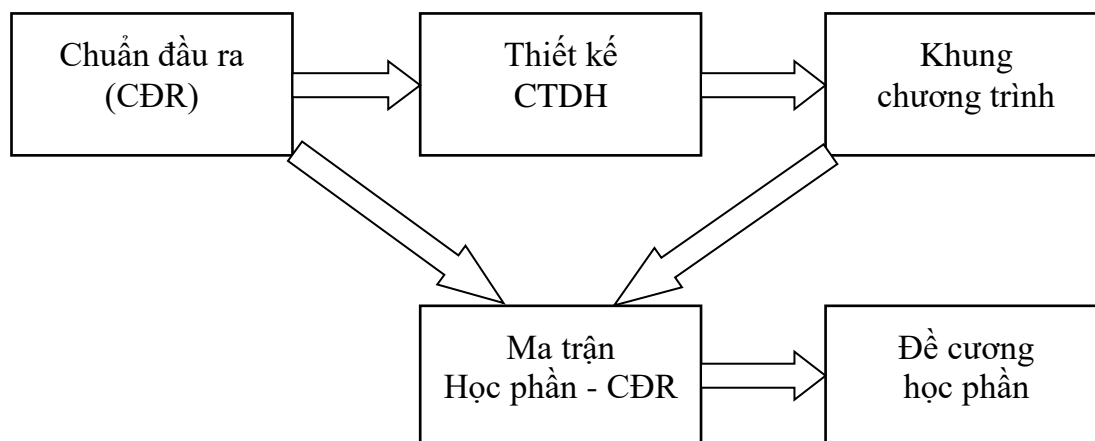 Chuẩn đầu ra
(CĐR)
Thiết kế
CTDH
Khung
chương trình
Ma trận
Học phần - CĐR
Đề cương
học phần